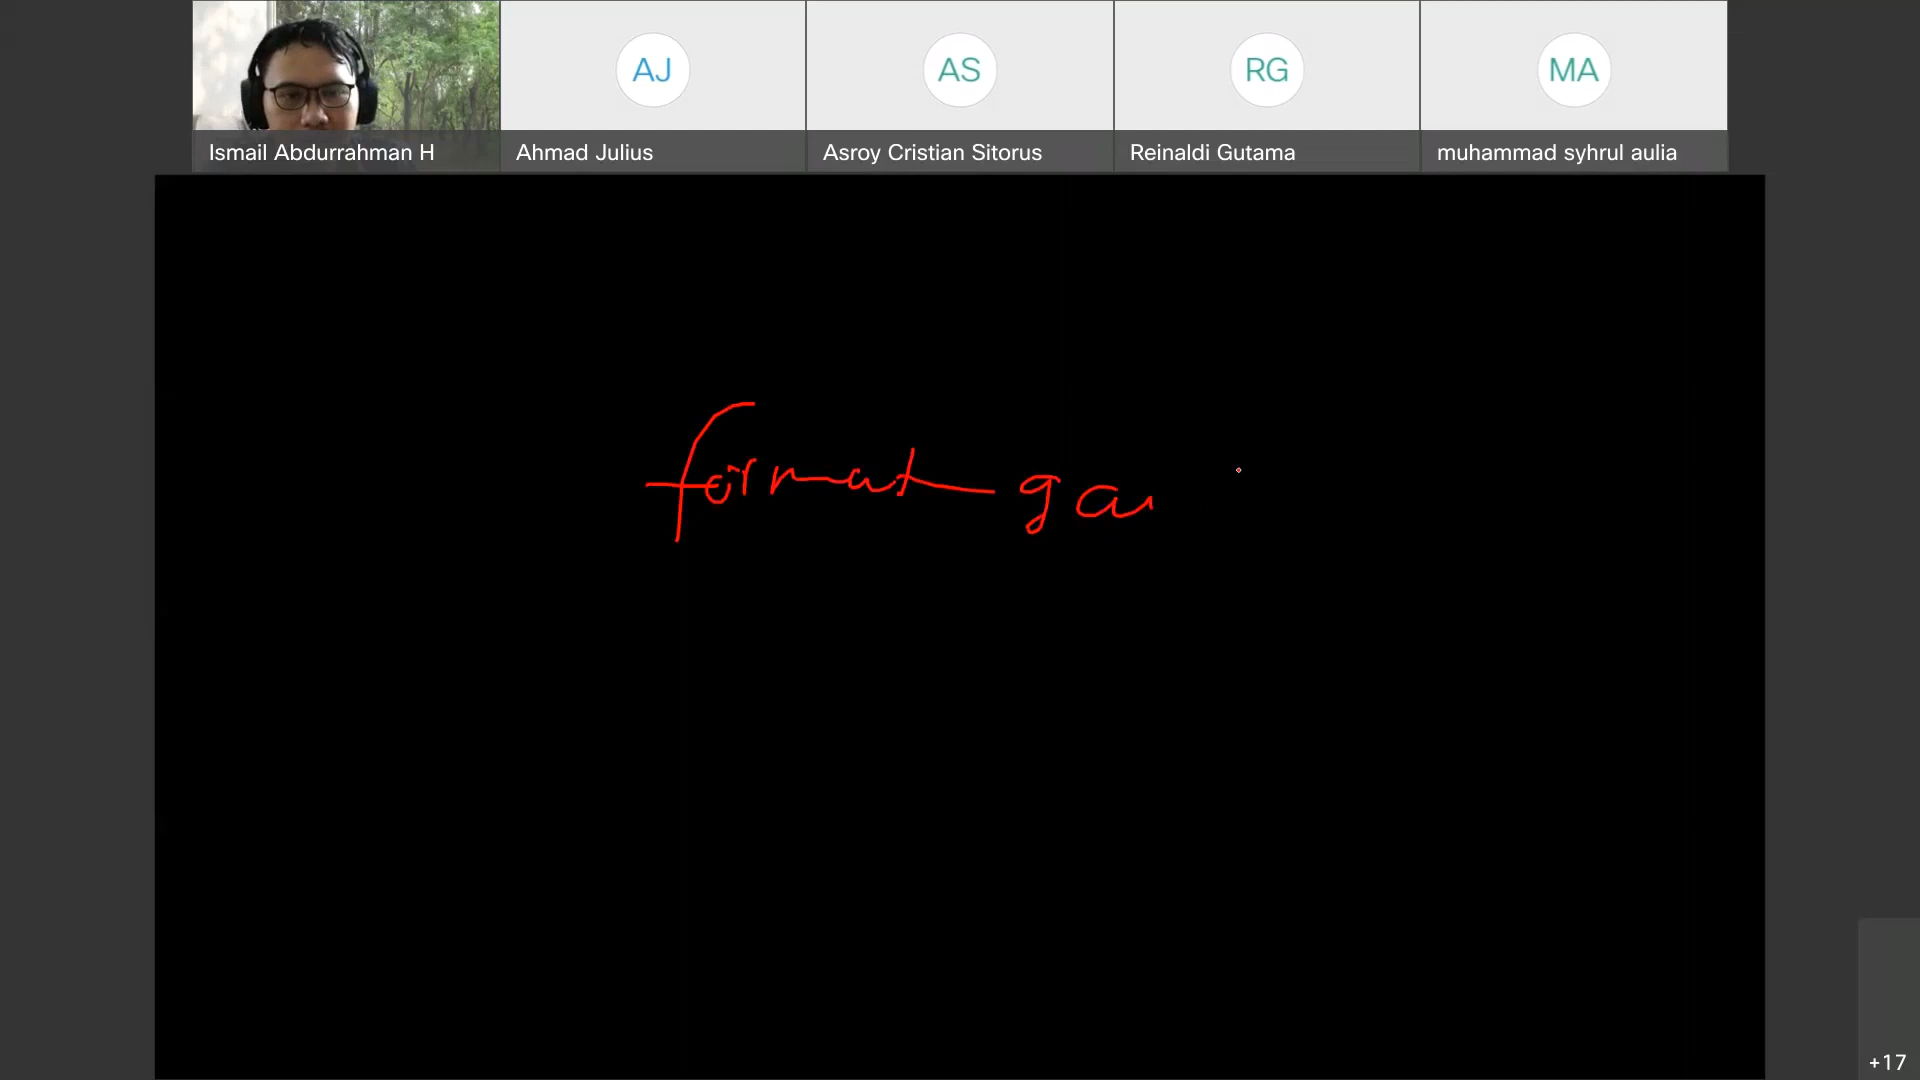 AJ AS RG MA
Ismail Abdurrahman H Ahmad Julius Asroy Cristian Sitorus Reinaldi Gutama muhammad syhrul aulia
format ga
+17